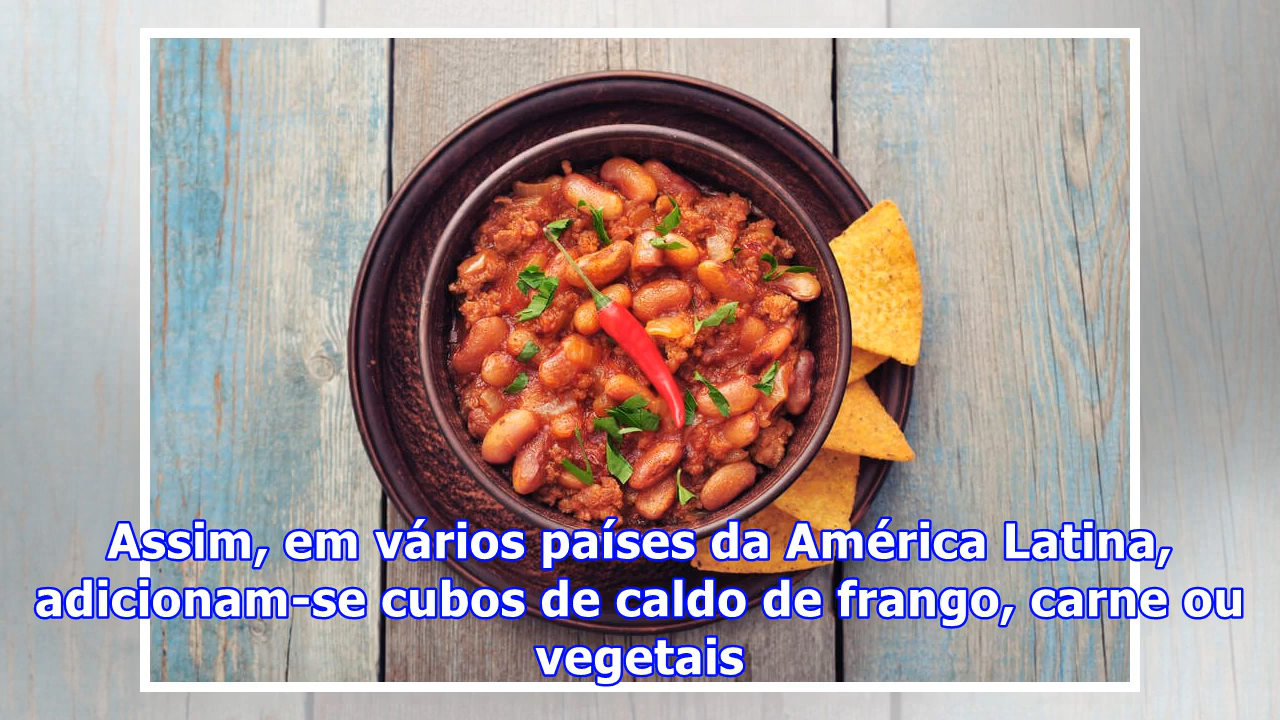 Assim, em vários países da América Latina,
adicionam-se cubos de caldo de frango, carne ou
vegetais